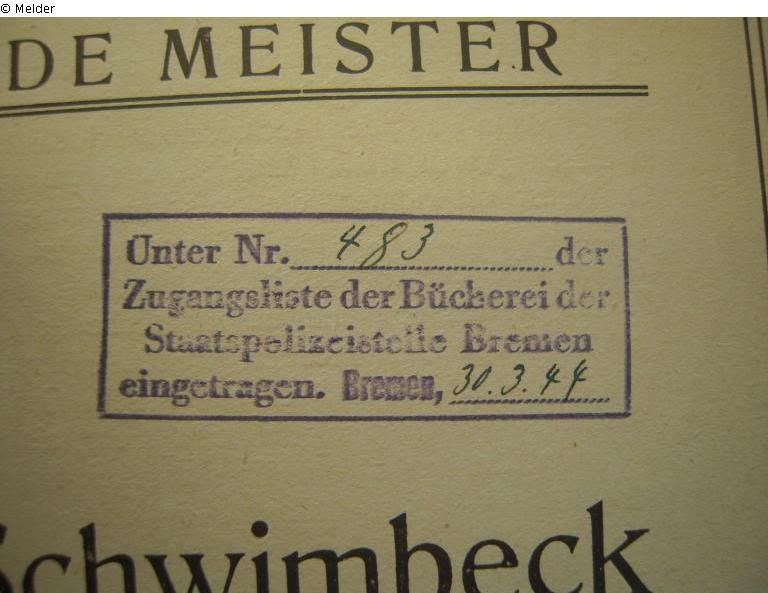 © Melder
DE MEISTER
Unter Nr. 483 der
Zugangsliste der Bücherei der
Staatspolizeistelle Bremen
eingetragen. Bremen, 30.3.44
Schwimbeck